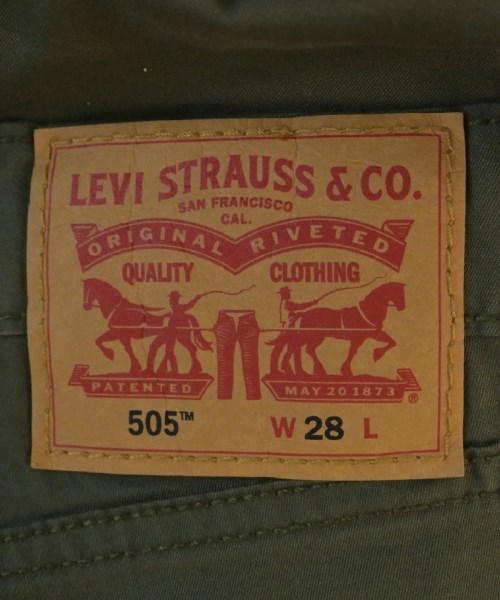 LEVI STRAUSS & CO.
SAN FRANCISCO
CAL.
ORIGINAL RIVETED
QUALITY CLOTHING
PATENTED MAY 20 1873 ®
505™ W 28 L